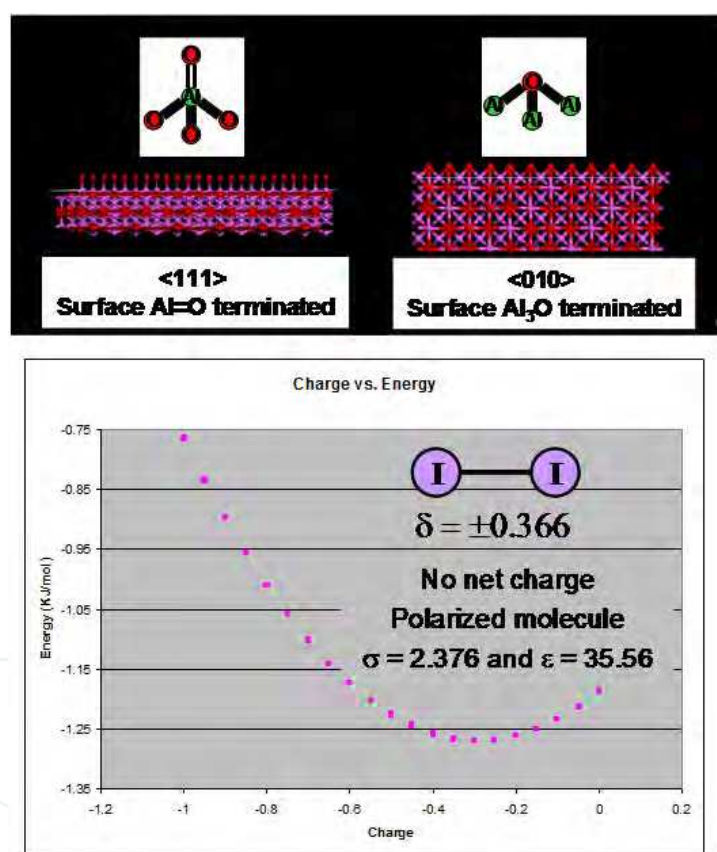 O
Al
O
O
O
O
Al
Al
Al
<111>
Surface Al=O terminated
<010>
Surface Al₃O terminated
Charge vs. Energy
-0.75
-0.85
-0.95
-1.05
-1.15
-1.25
-1.35
Energy (KJ/mol)
I
I
δ = ±0.366
No net charge
Polarized molecule
σ = 2.376 and ε = 35.56
-1.2
-1
-0.8
-0.6
-0.4
-0.2
0
0.2
Charge